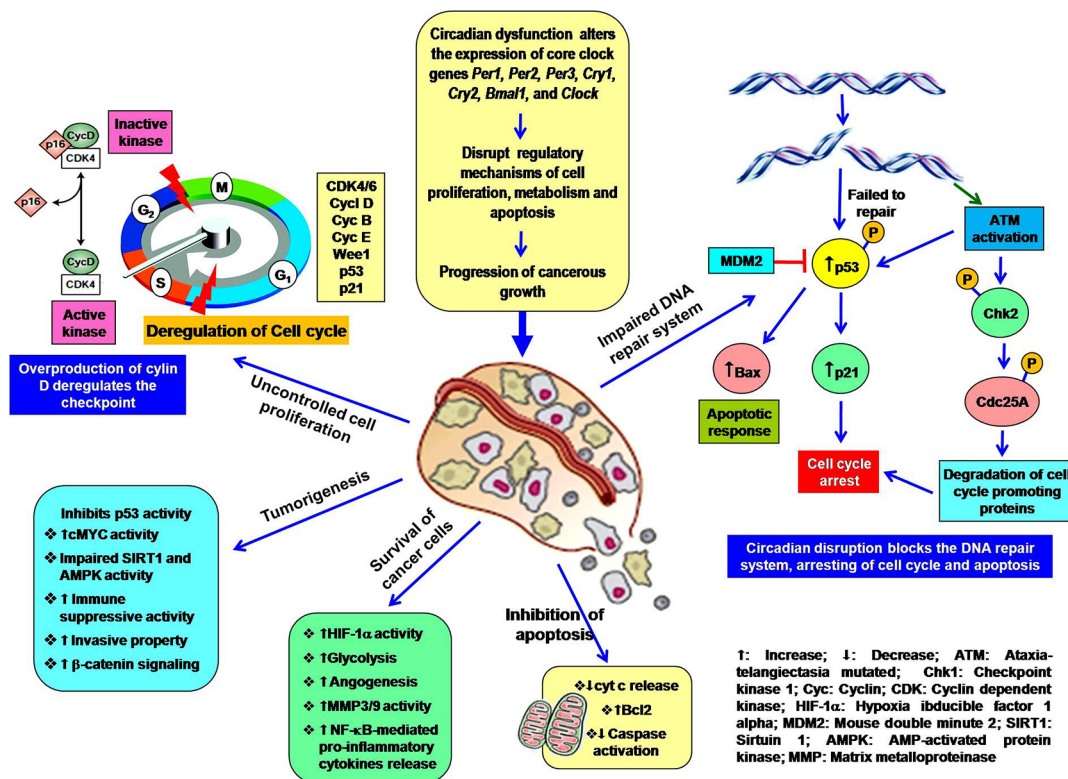 Circadian dysfunction alters
the expression of core clock
genes Per1, Per2, Per3, Cry1,
Cry2, Bmal1, and Clock
Disrupt regulatory
mechanisms of cell
proliferation, metabolism and
apoptosis
Progression of cancerous
growth
p16
CycD
CDK4
Inactive
kinase
p16
CycD
CDK4
Active
kinase
G2
M
S
G1
CDK4/6
Cycl D
Cyc B
Cyc E
Wee1
p53
p21
Deregulation of Cell cycle
Overproduction of cylin
D deregulates the
checkpoint
Uncontrolled cell
proliferation
Impaired DNA
repair system
Failed to
repair
P
MDM2
↑p53
ATM
activation
P
Chk2
P
Cdc25A
↑Bax
↑p21
Apoptotic
response
Cell cycle
arrest
Degradation of cell
cycle promoting
proteins
Circadian disruption blocks the DNA repair
system, arresting of cell cycle and apoptosis
Tumorigenesis
Inhibits p53 activity
❖ ↑cMYC activity
❖ Impaired SIRT1 and
AMPK activity
❖ ↑ Immune
suppressive activity
❖ ↑ Invasive property
❖ ↑ β-catenin signaling
Survival of
cancer cells
❖ ↑HIF-1α activity
❖ ↑Glycolysis
❖ ↑ Angiogenesis
❖ ↑MMP3/9 activity
❖ ↑ NF-κB-mediated
pro-inflammatory
cytokines release
Inhibition of
apoptosis
❖↓cyt c release
❖↑Bcl2
❖↓ Caspase
activation
↑: Increase; ↓: Decrease; ATM: Ataxia-
telangiectasia mutated; Chk1: Checkpoint
kinase 1; Cyc: Cyclin; CDK: Cyclin dependent
kinase; HIF-1α: Hypoxia ibducible factor 1
alpha; MDM2: Mouse double minute 2; SIRT1:
Sirtuin 1; AMPK: AMP-activated protein
kinase; MMP: Matrix metalloproteinase